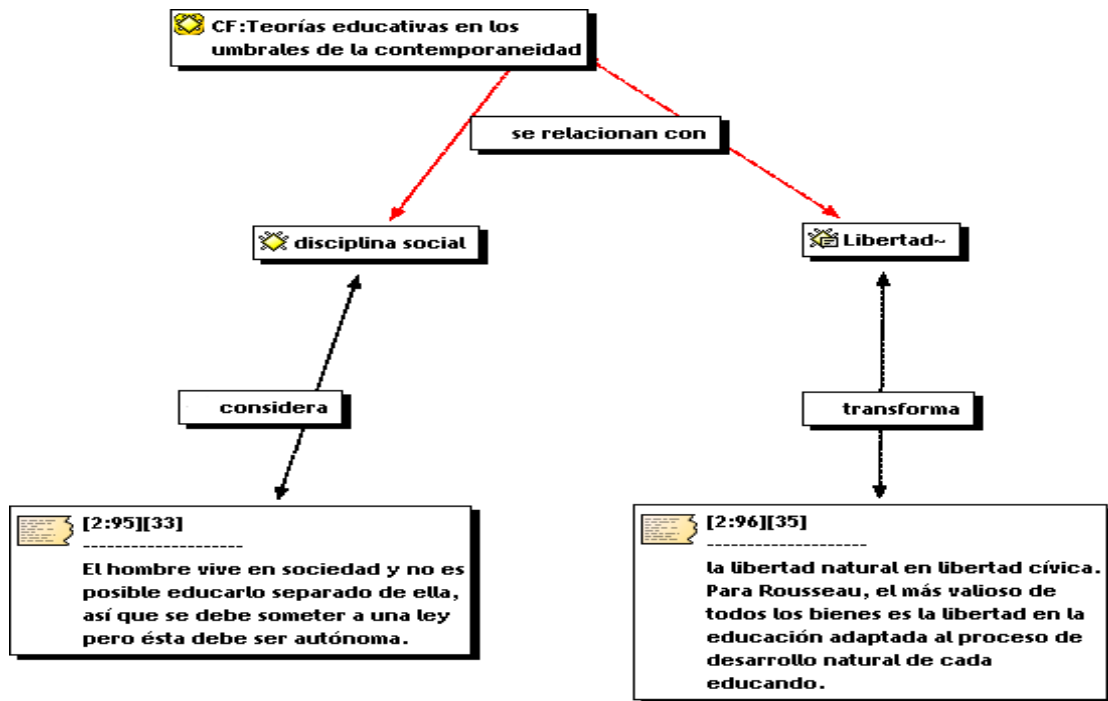 CF:Teorías educativas en los
umbrales de la contemporaneidad
se relacionan con
disciplina social
Libertad~
considera
transforma
[2:95][33]
--------------------
El hombre vive en sociedad y no es
posible educarlo separado de ella,
así que se debe someter a una ley
pero ésta debe ser autónoma.
[2:96][35]
--------------------
la libertad natural en libertad cívica.
Para Rousseau, el más valioso de
todos los bienes es la libertad en la
educación adaptada al proceso de
desarrollo natural de cada
educando.